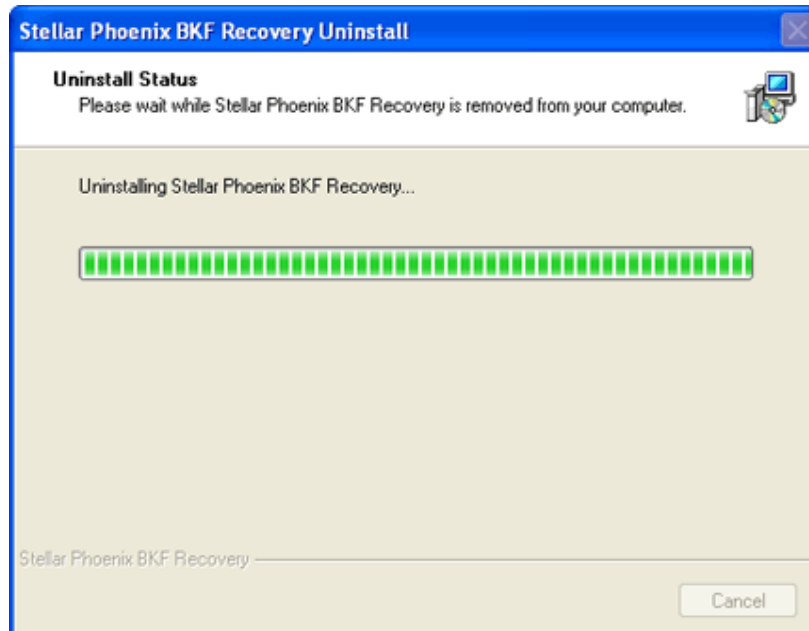 Stellar Phoenix BKF Recovery Uninstall
Uninstall Status
Please wait while Stellar Phoenix BKF Recovery is removed from your computer.
Uninstalling Stellar Phoenix BKF Recovery...
Stellar Phoenix BKF Recovery
Cancel